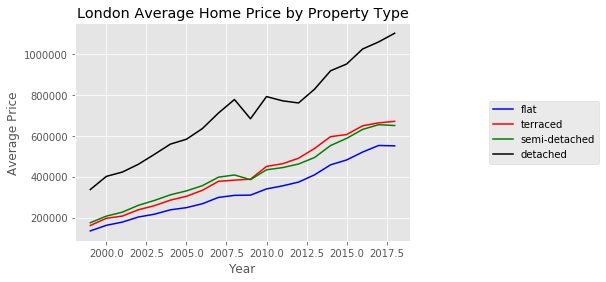 London Average Home Price by Property Type
Average Price
1000000
800000
600000
400000
200000
2000.0 2002.5 2005.0 2007.5 2010.0 2012.5 2015.0 2017.5
Year
flat
terraced
semi-detached
detached